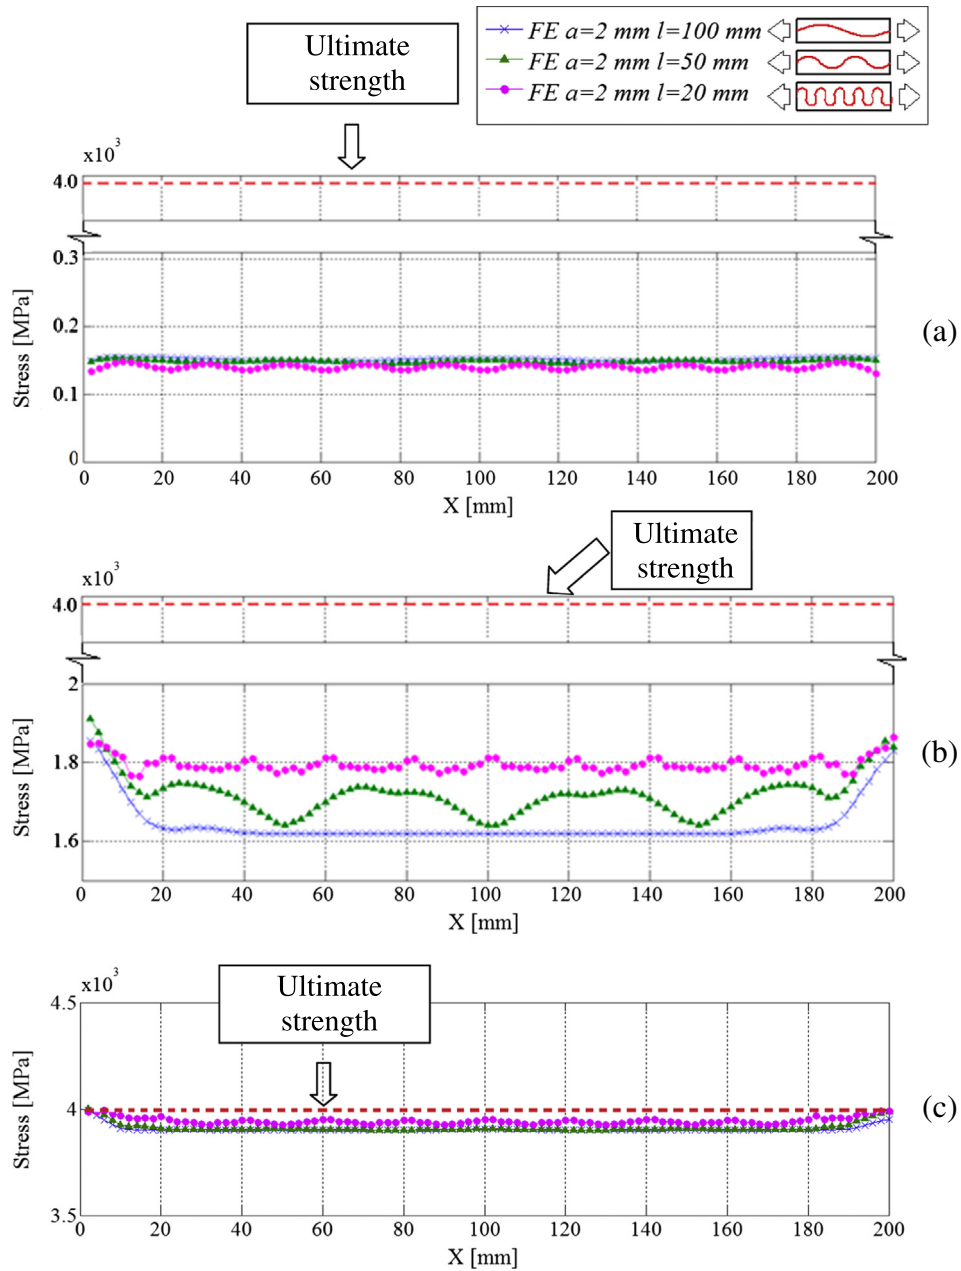 Ultimate
strength
FE a=2 mm l=100 mm
FE a=2 mm l=50 mm
FE a=2 mm l=20 mm
x10³
4.0
0.3
0.2
0.1
0
Stress [MPa]
0 20 40 60 80 100 120 140 160 180 200
X [mm]
(a)
Ultimate
strength
x10³
4.0
2
1.8
1.6
Stress [MPa]
0 20 40 60 80 100 120 140 160 180 200
X [mm]
(b)
Ultimate
strength
x10³
4.5
4
3.5
Stress [MPa]
0 20 40 60 80 100 120 140 160 180 200
X [mm]
(c)